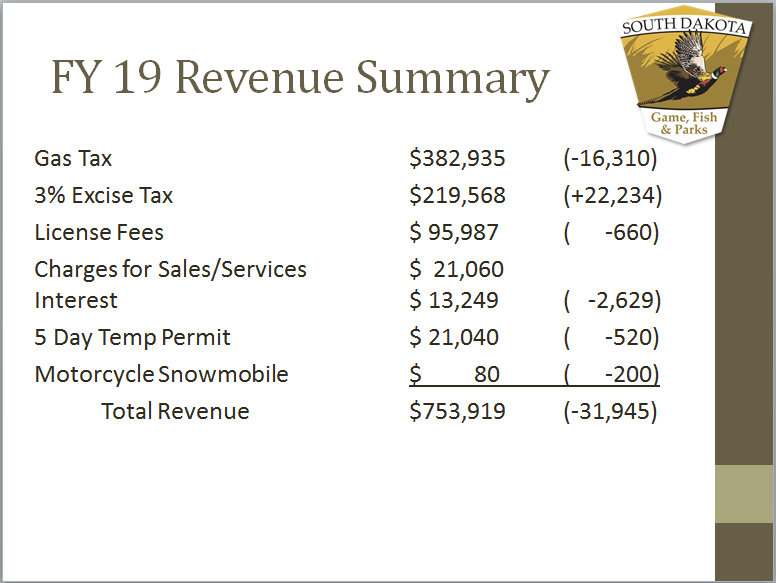 SOUTH DAKOTA
Game, Fish
& Parks
FY 19 Revenue Summary
Gas Tax $382,935 (-16,310)
3% Excise Tax $219,568 (+22,234)
License Fees $ 95,987 ( -660)
Charges for Sales/Services $ 21,060
Interest $ 13,249 ( -2,629)
5 Day Temp Permit $ 21,040 ( -520)
Motorcycle Snowmobile $ 80 ( -200)
Total Revenue $753,919 (-31,945)